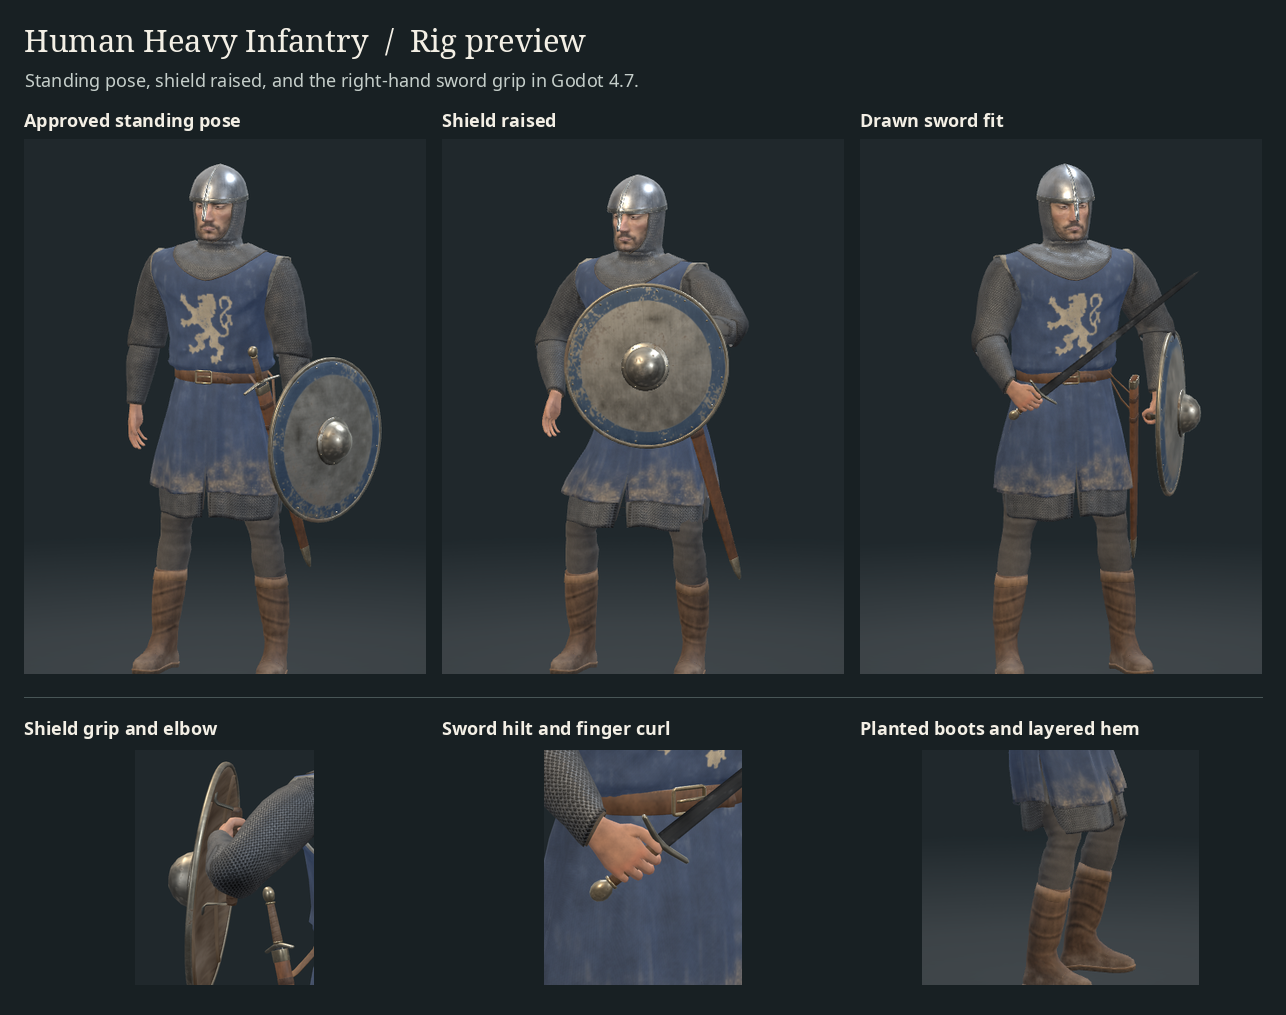 Human Heavy Infantry / Rig preview
Standing pose, shield raised, and the right-hand sword grip in Godot 4.7.
Approved standing pose
Shield raised
Drawn sword fit
Shield grip and elbow
Sword hilt and finger curl
Planted boots and layered hem